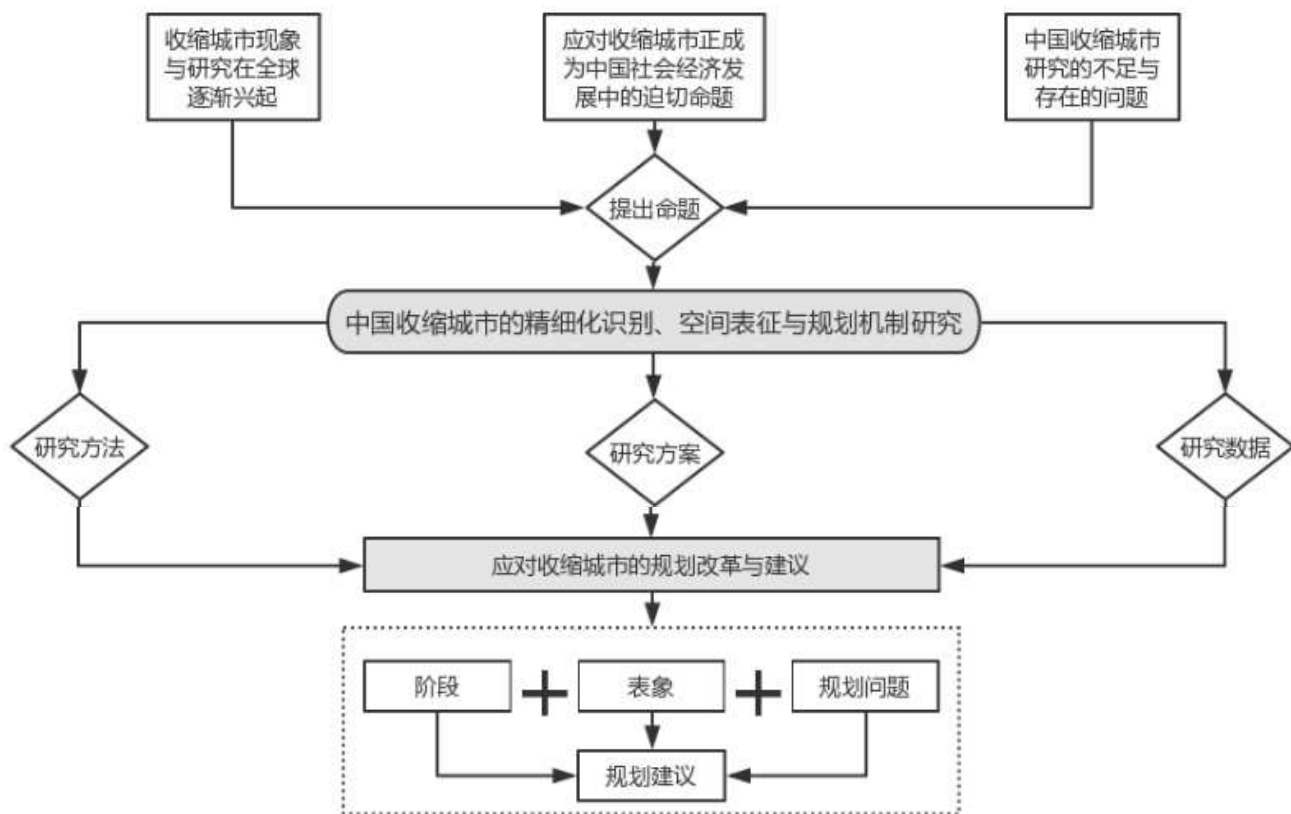 收缩城市现象
与研究在全球
逐渐兴起
应对收缩城市正成
为中国社会经济发
展中的迫切命题
中国收缩城市
研究的不足与
存在的问题
提出命题
中国收缩城市的精细化识别、空间表征与规划机制研究
研究方法
研究方案
研究数据
应对收缩城市的规划改革与建议
阶段
表象
规划问题
规划建议